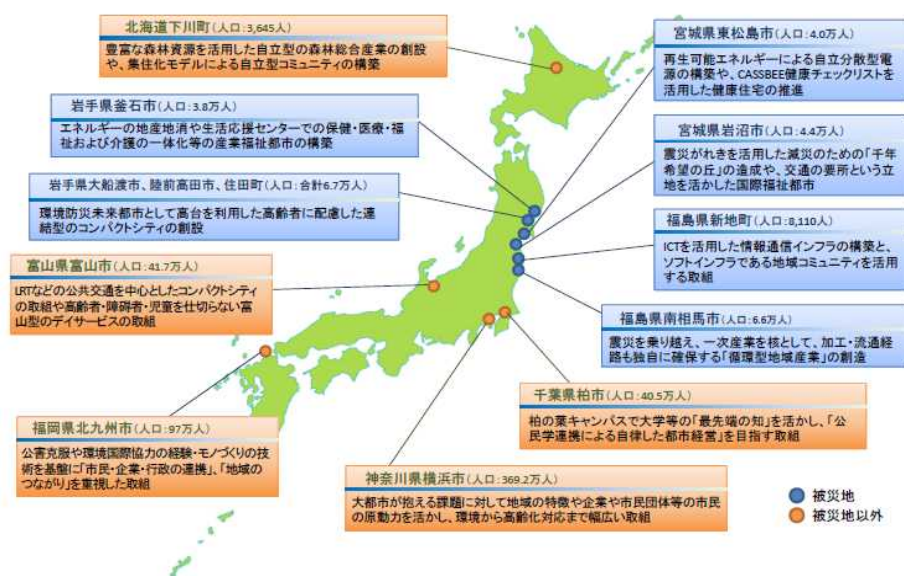 北海道下川町(人口:3,645人)
豊富な森林資源を活用した自立型の森林総合産業の創設
や、集住化モデルによる自立型コミュニティの構築
岩手県釜石市(人口:3.8万人)
エネルギーの地産地消や生活応援センターでの保健・医療・福
祉および介護の一体化等の産業福祉都市の構築
岩手県大船渡市、陸前高田市、住田町(人口:合計6.7万人)
環境防災未来都市として高台を利用した高齢者に配慮した連
結型のコンパクトシティの創設
富山県富山市(人口:41.7万人)
LRTなどの公共交通を中心としたコンパクトシティ
の取組や高齢者・障碍者・児童を仕切らない富
山型のデイサービスの取組
福岡県北九州市(人口:97万人)
公害克服や環境国際協力の経験・モノづくりの技
術を基盤に「市民・企業・行政の連携」、「地域の
つながり」を重視した取組
宮城県東松島市(人口:4.0万人)
再生可能エネルギーによる自立分散型電
源の構築や、CASSBEE健康チェックリストを
活用した健康住宅の推進
宮城県岩沼市(人口:4.4万人)
震災がれきを活用した減災のための「千年
希望の丘」の造成や、交通の要所という立
地を活かした国際福祉都市
福島県新地町(人口:8,110人)
ICTを活用した情報通信インフラの構築と、
ソフトインフラである地域コミュニティを活用
する取組
福島県南相馬市(人口:6.6万人)
震災を乗り越え、一次産業を核として、加工・流通経
路も独自に確保する「循環型地域産業」の創造
千葉県柏市(人口:40.5万人)
柏の葉キャンパスで大学等の「最先端の知」を活かし、「公
民学連携による自律した都市経営」を目指す取組
神奈川県横浜市(人口:369.2万人)
大都市が抱える課題に対して地域の特徴や企業や市民団体等の市民
の原動力を活かし、環境から高齢化対応まで幅広い取組
被災地
被災地以外